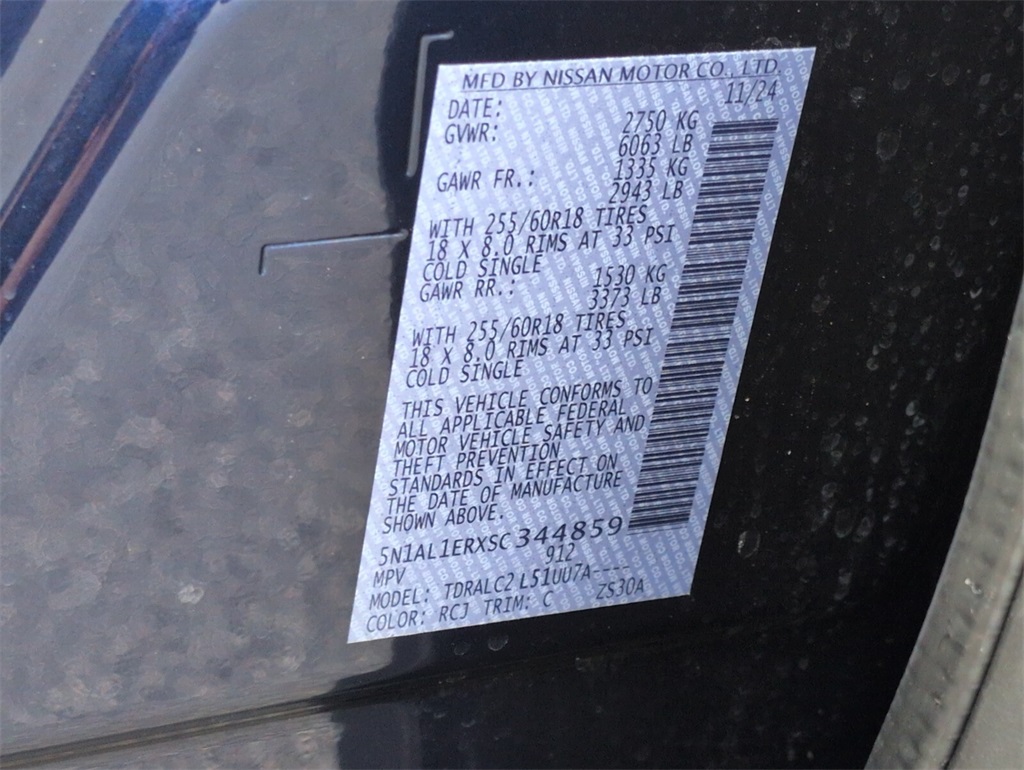 MFD BY NISSAN MOTOR CO., LTD.
DATE: 11/24
GVWR: 2750 KG
6063 LB
GAWR FR.: 1335 KG
2943 LB
WITH 255/60R18 TIRES
18 X 8.0 RIMS AT 33 PSI
COLD SINGLE
GAWR RR.: 1530 KG
3373 LB
WITH 255/60R18 TIRES
18 X 8.0 RIMS AT 33 PSI
COLD SINGLE
THIS VEHICLE CONFORMS TO
ALL APPLICABLE FEDERAL
MOTOR VEHICLE SAFETY AND
THEFT PREVENTION
STANDARDS IN EFFECT ON
THE DATE OF MANUFACTURE
SHOWN ABOVE.
5N1AL1ERXSC344859
MPV 912
MODEL: TDRALC2 L51UU7A----
COLOR: RCJ TRIM: C ZS30A